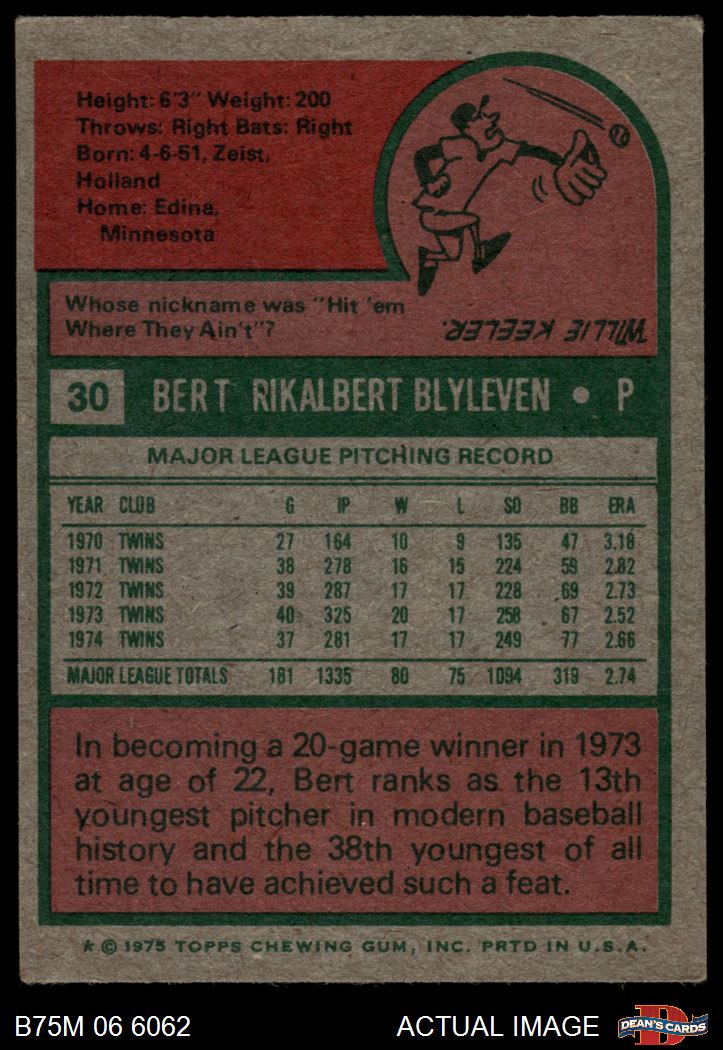 Height: 6'3" Weight: 200
Throws: Right Bats: Right
Born: 4-6-51, Zeist,
Holland
Home: Edina,
Minnesota
Whose nickname was "Hit 'em
Where They Ain't"?
WILLIE KEELER.
30 BERT RIKALBERT BLYLEVEN • P
MAJOR LEAGUE PITCHING RECORD
YEAR CLUB G IP W L SO BB ERA
1970 TWINS 27 164 10 9 135 47 3.18
1971 TWINS 38 278 16 15 224 59 2.82
1972 TWINS 39 287 17 17 228 69 2.73
1973 TWINS 40 325 20 17 258 67 2.52
1974 TWINS 37 281 17 17 249 77 2.66
MAJOR LEAGUE TOTALS 181 1335 80 75 1094 319 2.74
In becoming a 20-game winner in 1973
at age of 22, Bert ranks as the 13th
youngest pitcher in modern baseball
history and the 38th youngest of all
time to have achieved such a feat.
* © 1975 TOPPS CHEWING GUM, INC. PRTD IN U.S.A.
B75M 06 6062 ACTUAL IMAGE D DEAN'S CARDS